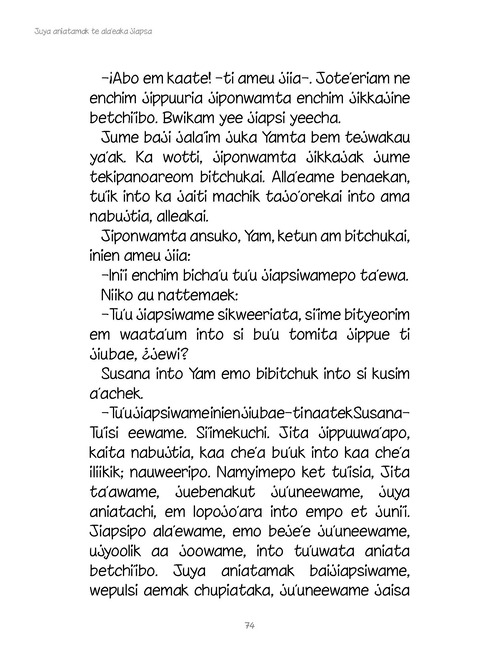 Juya aniatamak te ala'eaka jiapsa
–¡Abo em kaate! –ti ameu jiia–. Jote'eriam ne
enchim jippuuria jiponwamta enchim jikkajine
betchi'ibo. Bwikam yee jiapsi yeecha.
Jume baji jala'im juka Yamta bem tejwakau
ya'ak. Ka wotti, jiponwamta jikkajak jume
tekipanoareom bitchukai. Alla'eame benaekan,
tu'ik into ka jaiti machik tajo'orekai into ama
nabujtia, alleakai.
Jiponwamta ansuko, Yam, ketun am bitchukai,
inien ameu jiia:
–Inii enchim bicha'u tu'u jiapsiwamepo ta'ewa.
Niiko au nattemaek:
–Tu'u jiapsiwame sikweeriata, si'ime bityeorim
em waata'um into si bu'u tomita jippue ti
jiubae, ¿jewi?
Susana into Yam emo bibitchuk into si kusim
a'achek.
–Tu'u jiapsiwame inien jiubae –ti naatek Susana–
Tu'isi eewame. Si'imekuchi. Jita jippuuwa'apo,
kaita nabujtia, kaa che'a bu'uk into kaa che'a
iliikik; nauweeripo. Namyimepo ket tu'isia, Jita
ta'awame, juebenakut ju'uneewame, juya
aniatachi, em lopojo'ara into empo et junii.
Jiapsipo ala'ewame, emo beje'e ju'uneewame,
ujyoolik aa joowame, into tu'uwata aniata
betchi'ibo. Juya aniatamak baijiapsiwame,
wepulsi aemak chupiataka, ju'uneewame jaisa
74